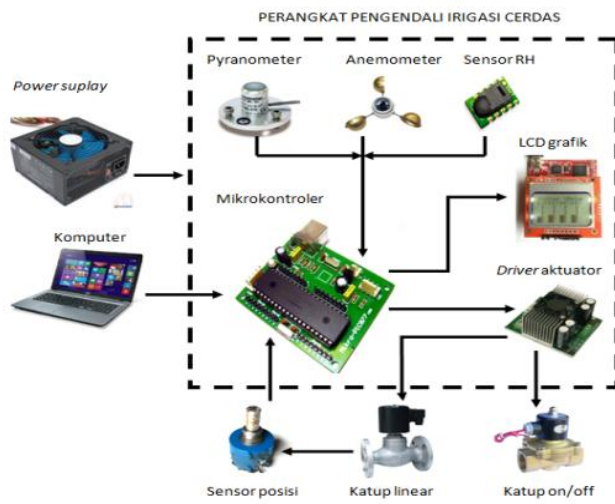 PERANGKAT PENGENDALI IRIGASI CERDAS
Pyranometer
Anemometer
Sensor RH
Power suplay
LCD grafik
Mikrokontroler
Komputer
Driver aktuator
Sensor posisi
Katup linear
Katup on/off